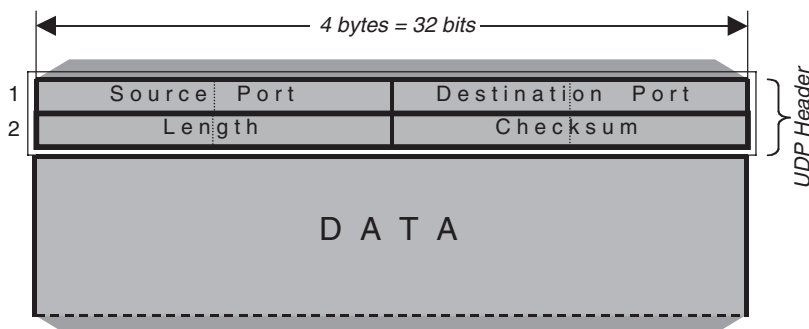 4 bytes = 32 bits
1 Source Port Destination Port
2 Length Checksum
UDP Header
DATA